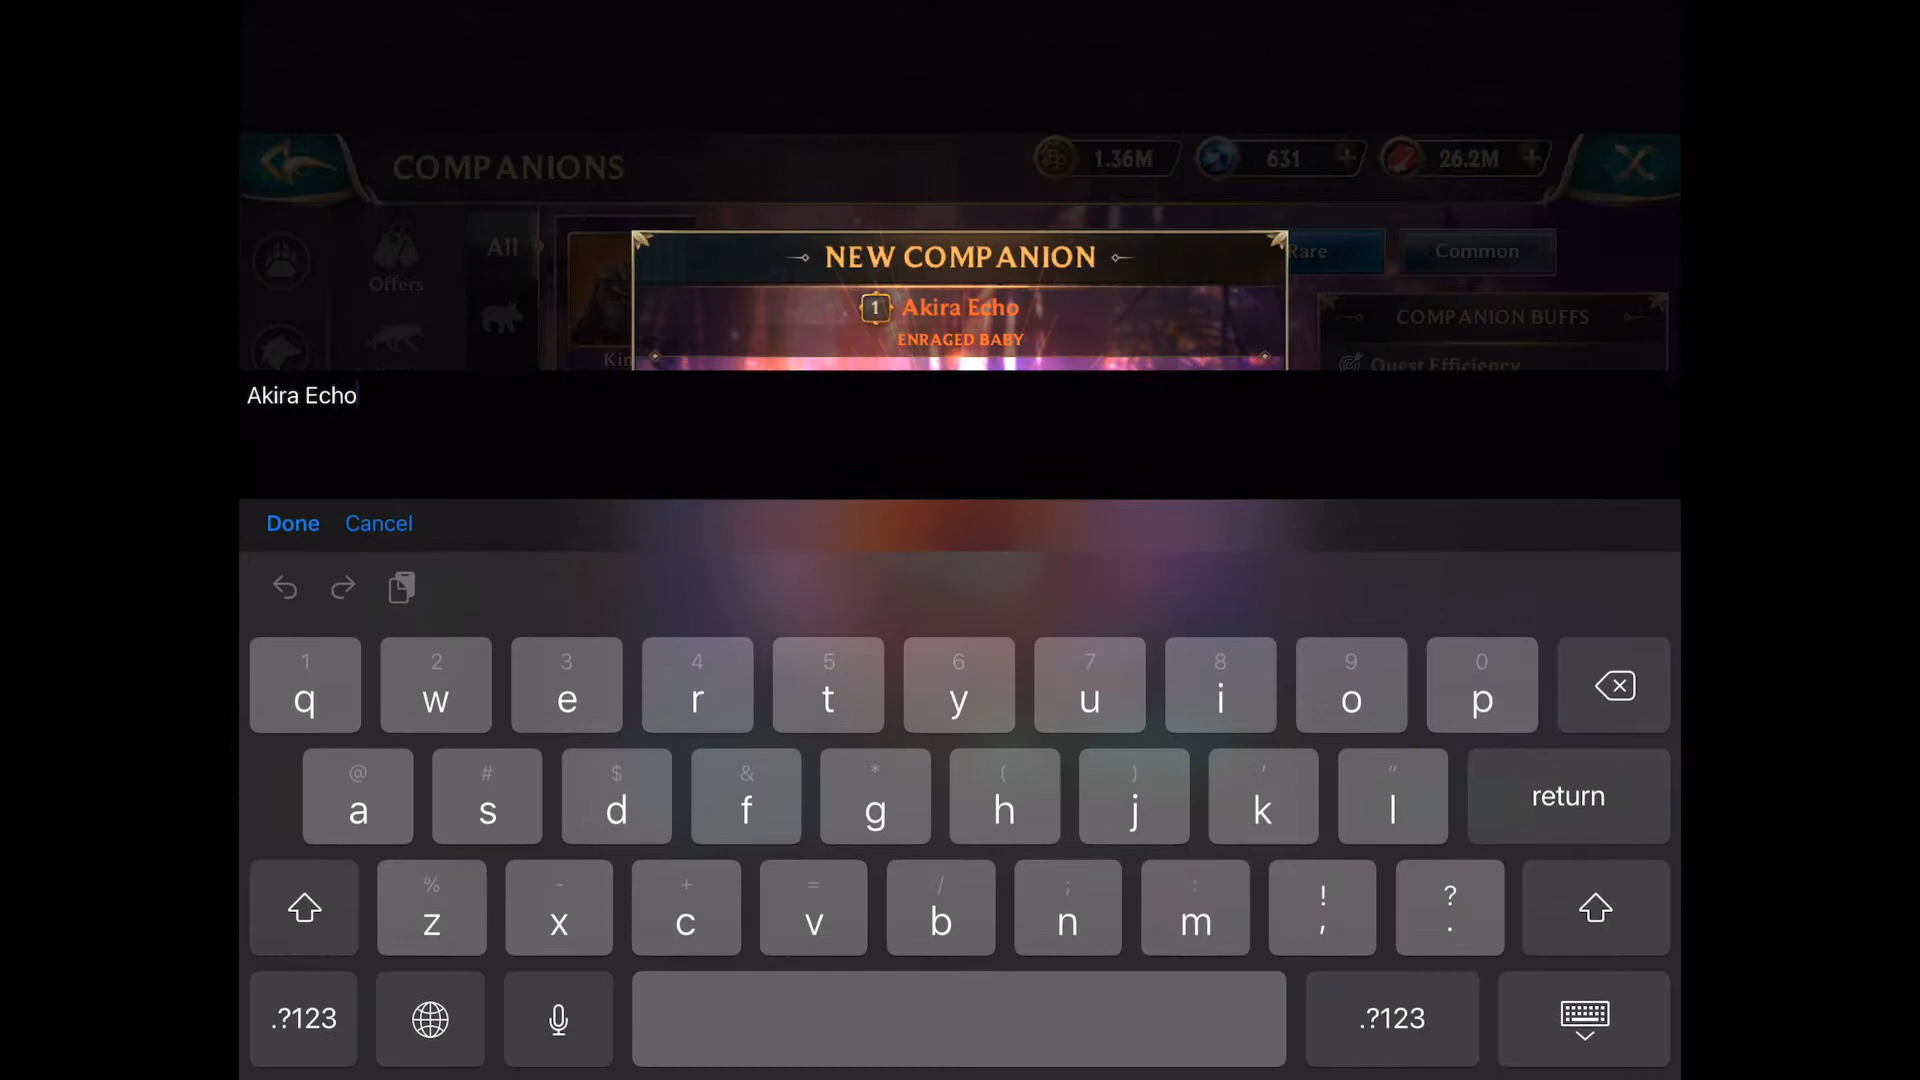 COMPANIONS
1.36M
631
26.2M
All
Offers
Rare
Common
NEW COMPANION
1 Akira Echo
ENRAGED BABY
COMPANION BUFFS
Quest Efficiency
Akira Echo
Done Cancel
1 2 3 4 5 6 7 8 9 0
q w e r t y u i o p
@ # $ & * ( ) ' "
a s d f g h j k l return
% - + = / ; : ! ?
z x c v b n m , .
.?123 .?123